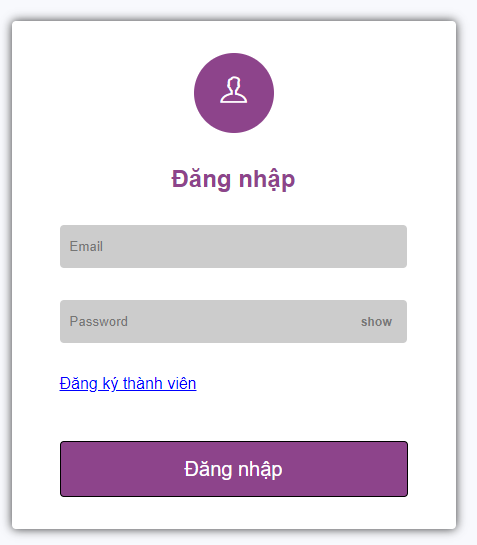 Đăng nhập
Email
Password show
Đăng ký thành viên
Đăng nhập